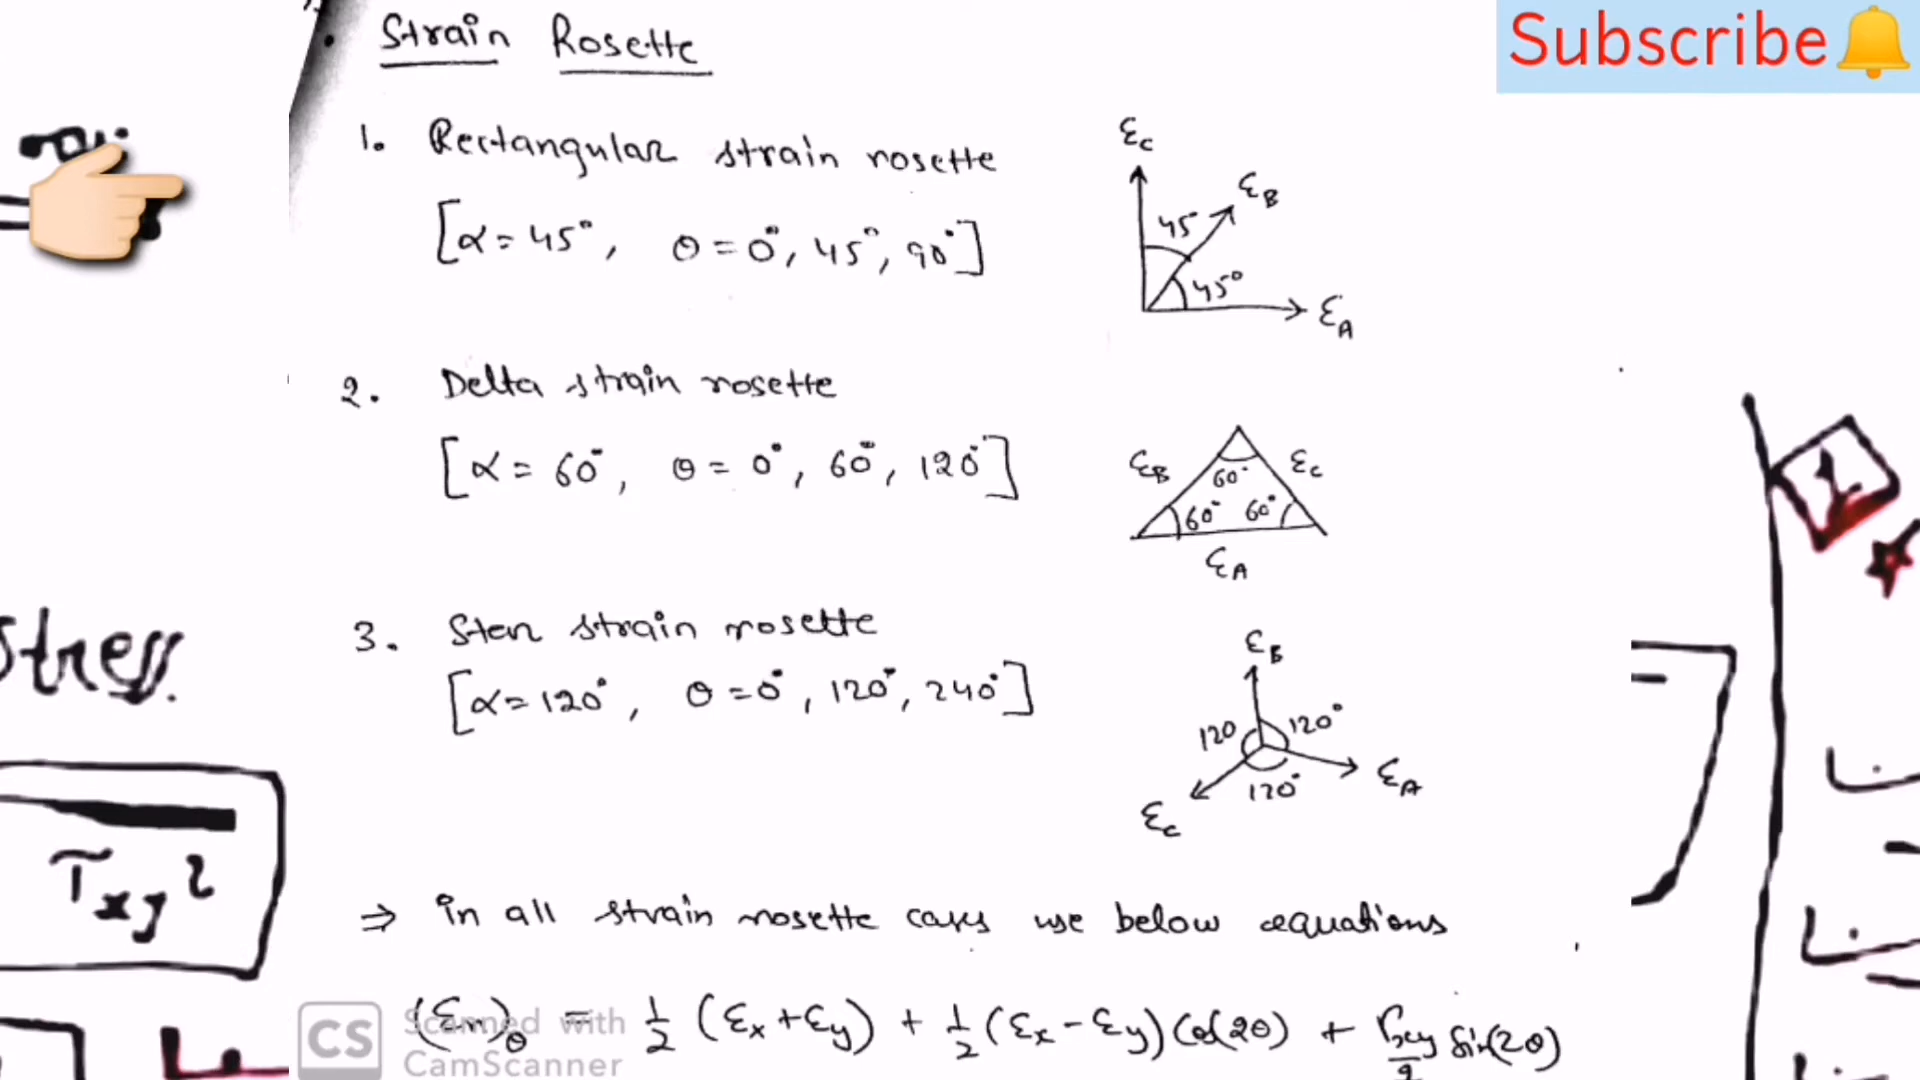 Strain Rosette
Subscribe
1. Rectangular strain rosette
[α = 45°, θ = 0°, 45°, 90°]
εc
εB
45
45°
εA
2. Delta strain rosette
[α = 60°, θ = 0°, 60°, 120°]
εB
εc
60°
60° 60°
εA
3. Star strain rosette
[α = 120°, θ = 0°, 120°, 240°]
εB
120 120°
120°
εA
εc
stress.
Txy²
⇒ in all strain rosette cases use below equations
(εn)θ = 1/2 (εx + εy) + 1/2 (εx - εy) Cos(2θ) + Γxy/2 Sin(2θ)
CS Scanned with
CamScanner